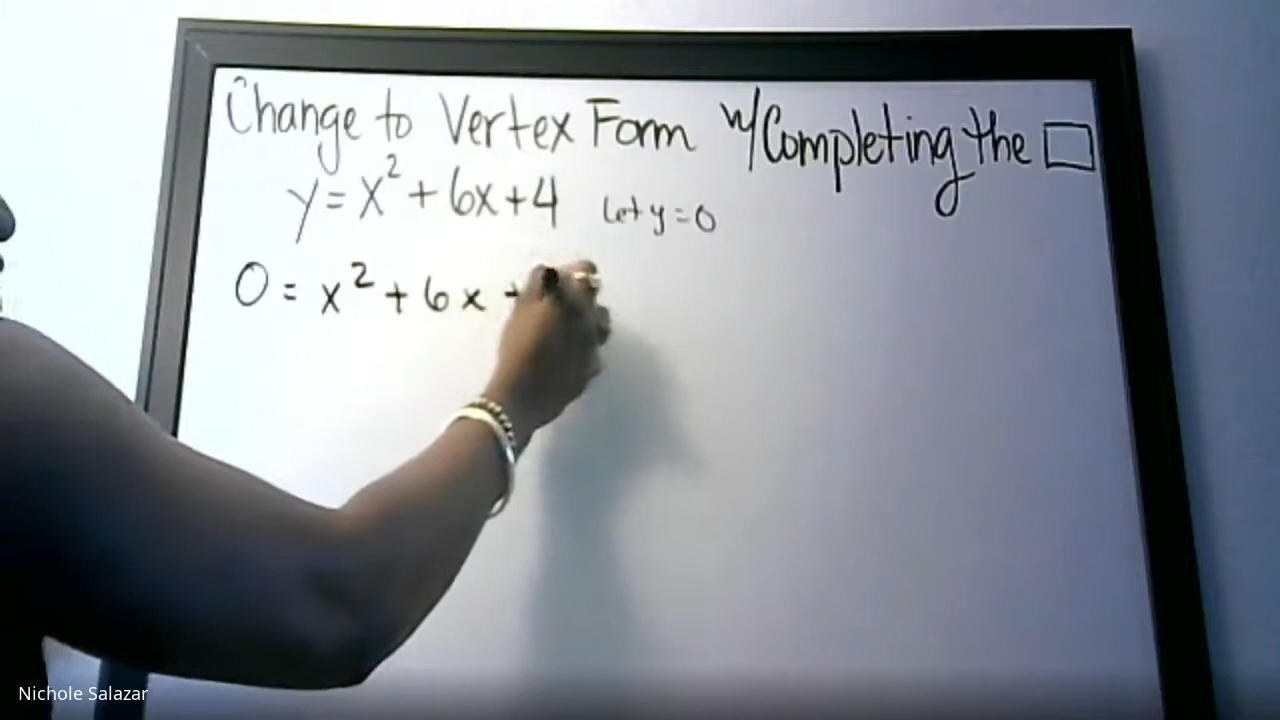 Change to Vertex Form w/Completing the □
y = x² + 6x + 4 let y = 0
0 = x² + 6x +
Nichole Salazar